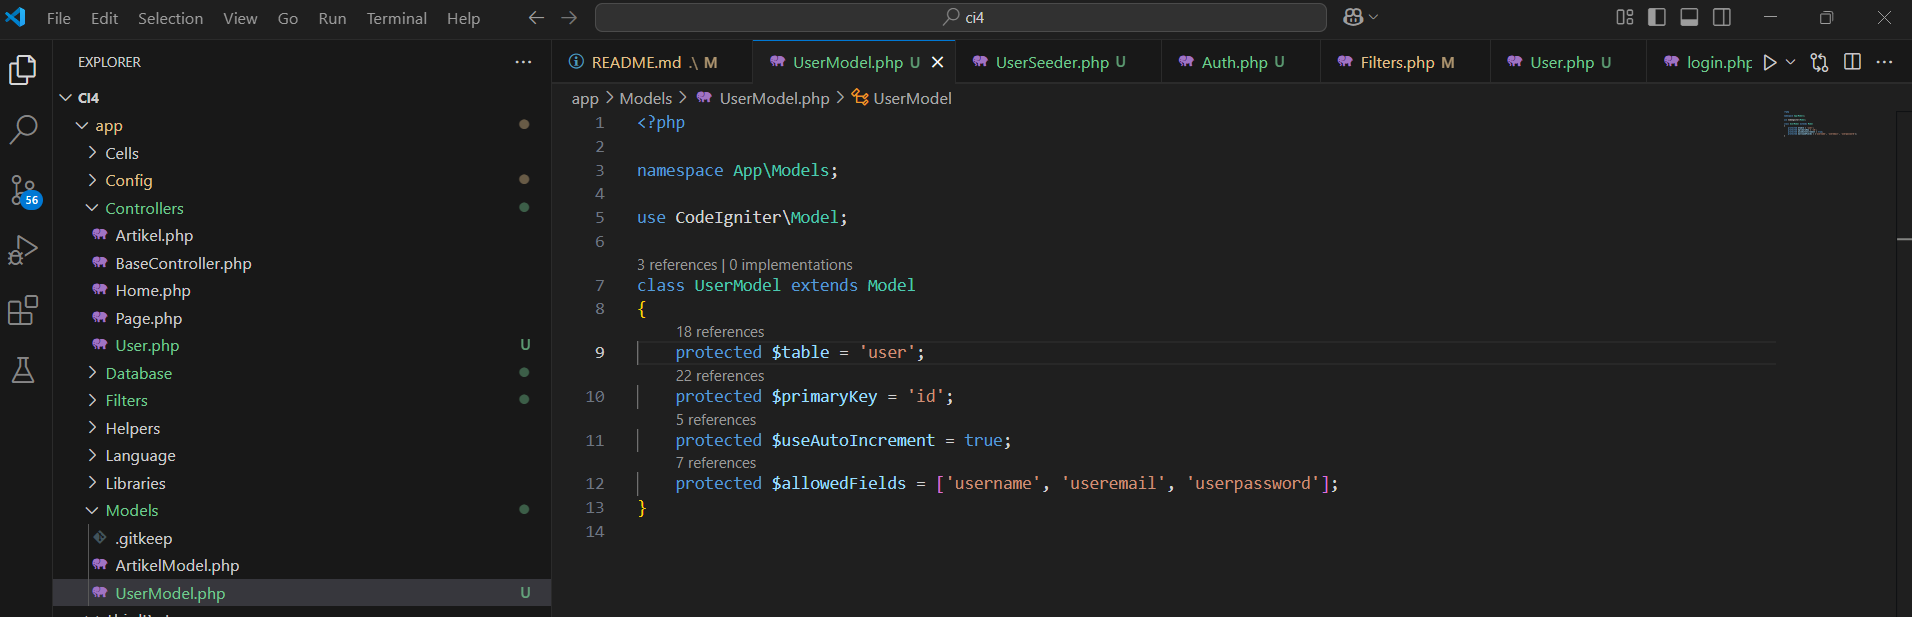 File Edit Selection View Go Run Terminal Help
ci4
EXPLORER
CI4
app
Cells
Config
Controllers
Artikel.php
BaseController.php
Home.php
Page.php
User.php U
Database
Filters
Helpers
Language
Libraries
Models
.gitkeep
ArtikelModel.php
UserModel.php U
56
README.md .\ M
UserModel.php U
UserSeeder.php U
Auth.php U
Filters.php M
User.php U
login.php
app > Models > UserModel.php > UserModel
1 <?php
2
3 namespace App\Models;
4
5 use CodeIgniter\Model;
6
3 references | 0 implementations
7 class UserModel extends Model
8 {
18 references
9 protected $table = 'user';
22 references
10 protected $primaryKey = 'id';
5 references
11 protected $useAutoIncrement = true;
7 references
12 protected $allowedFields = ['username', 'useremail', 'userpassword'];
13 }
14